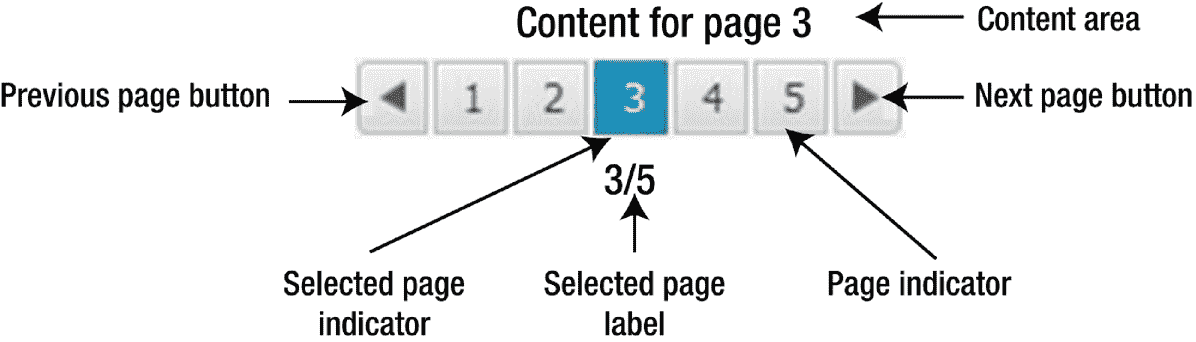 Content for page 3
Content area
Previous page button
1 2 3 4 5
Next page button
3/5
Selected page
indicator
Selected page
label
Page indicator